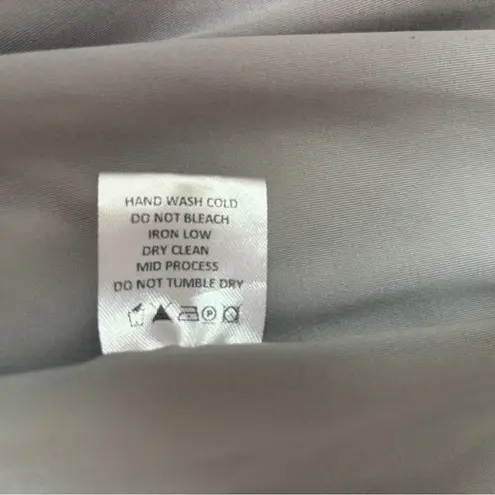 HAND WASH COLD
DO NOT BLEACH
IRON LOW
DRY CLEAN
MID PROCESS
DO NOT TUMBLE DRY
P